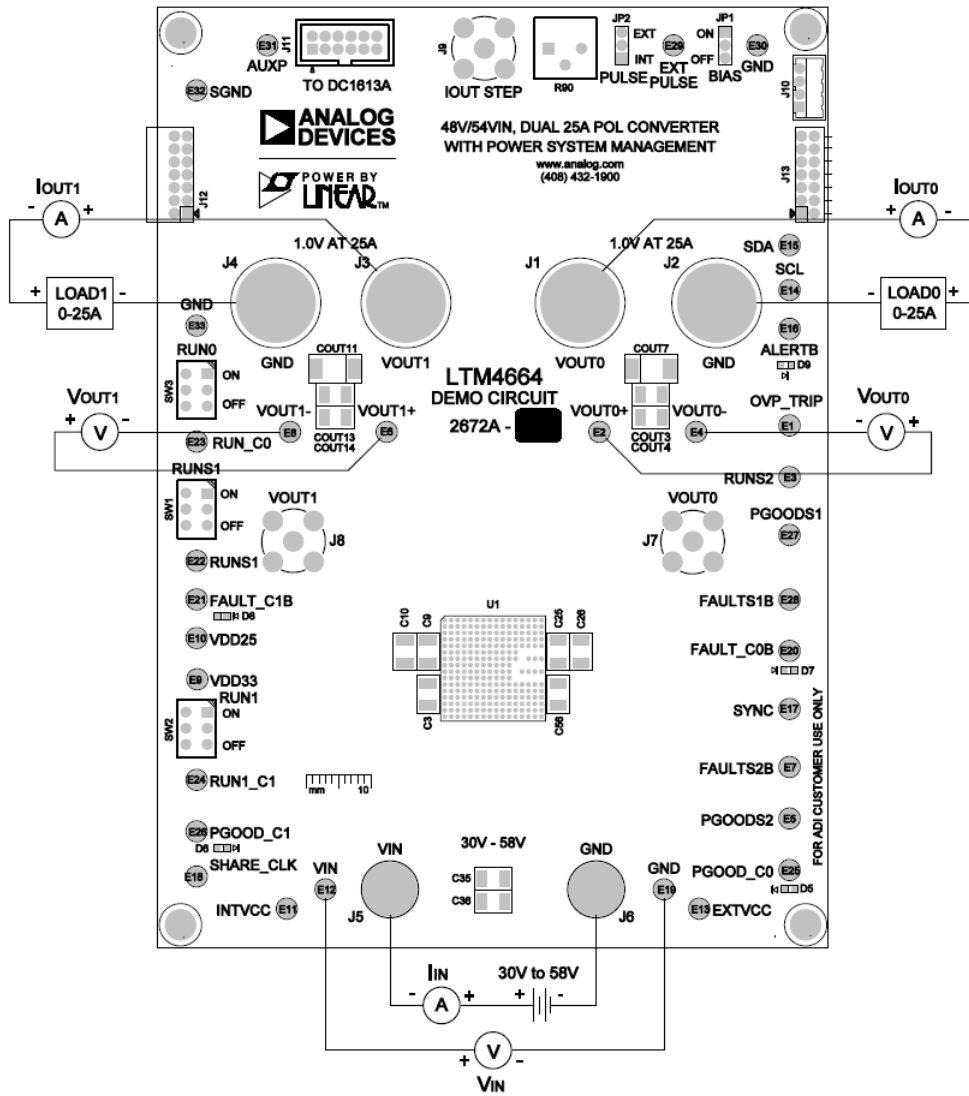 E31
AUXP
J11
TO DC1613A
E32 SGND
J9
IOUT STEP
R90
JP2
EXT
INT
PULSE
E29
EXT
PULSE
JP1
ON
OFF
BIAS
E30
GND
J10
ANALOG
DEVICES
POWER BY
LINEAR™
48V/54VIN, DUAL 25A POL CONVERTER
WITH POWER SYSTEM MANAGEMENT
www.analog.com
(408) 432-1900
J12
J13
IOUT1
- A +
IOUT0
+ A -
1.0V AT 25A
1.0V AT 25A
J4
J3
J1
J2
+ LOAD1 -
0-25A
- LOAD0 +
0-25A
SDA E15
SCL
E14
E16
ALERTB
D9
GND
E33
GND
VOUT1
VOUT0
GND
RUN0
ON
OFF
SW3
COUT11
COUT13
COUT14
COUT7
COUT3
COUT4
LTM4664
DEMO CIRCUIT
2672A -
VOUT1
+ V -
VOUT1-
E8
VOUT1+
E6
VOUT0+
E2
VOUT0-
E4
VOUT0
- V +
OVP_TRIP
E1
E23 RUN_C0
RUNS1
ON
OFF
SW1
VOUT1
J8
VOUT0
J7
RUNS2 E3
PGOODS1
E27
E22 RUNS1
E21 FAULT_C1B
D8
E10 VDD25
E9 VDD33
RUN1
ON
OFF
SW2
U1
C10
C9
C25
C26
C3
C56
FAULTS1B E28
FAULT_C0B E20
D7
SYNC E17
FAULTS2B E7
PGOODS2 E5
FOR ADI CUSTOMER USE ONLY
E24 RUN1_C1
mm 10
E26 PGOOD_C1
D6
SHARE_CLK
E18
INTVCC E11
VIN
E12
VIN
J5
30V - 58V
C35
C36
GND
J6
GND
E19
PGOOD_C0 E25
D5
E13 EXTVCC
IIN
- A +
30V to 58V
+ -
+ V -
VIN